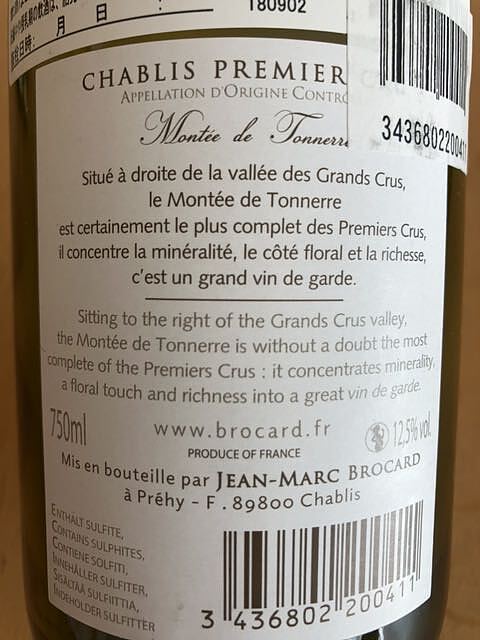 180902
月 日 :
CHABLIS PREMIER
APPELLATION D'ORIGINE CONTRÔ
3436802200411
Montée de Tonnerre
Situé à droite de la vallée des Grands Crus,
le Montée de Tonnerre
est certainement le plus complet des Premiers Crus,
il concentre la minéralité, le côté floral et la richesse,
c'est un grand vin de garde.
Sitting to the right of the Grands Crus valley,
the Montée de Tonnerre is without a doubt the most
complete of the Premiers Crus : it concentrates minerality,
a floral touch and richness into a great vin de garde.
750ml
www.brocard.fr
12,5% vol.
PRODUCE OF FRANCE
Mis en bouteille par JEAN-MARC BROCARD
à Préhy - F . 89800 Chablis
ENTHÄLT SULFITE,
CONTAINS SULPHITES,
CONTIENE SOLFITI,
INNEHÅLLER SULFITER,
SISÄLTÄÄ SULFIITTIA,
INDEHOLDER SULFITTER
3 436802 200411